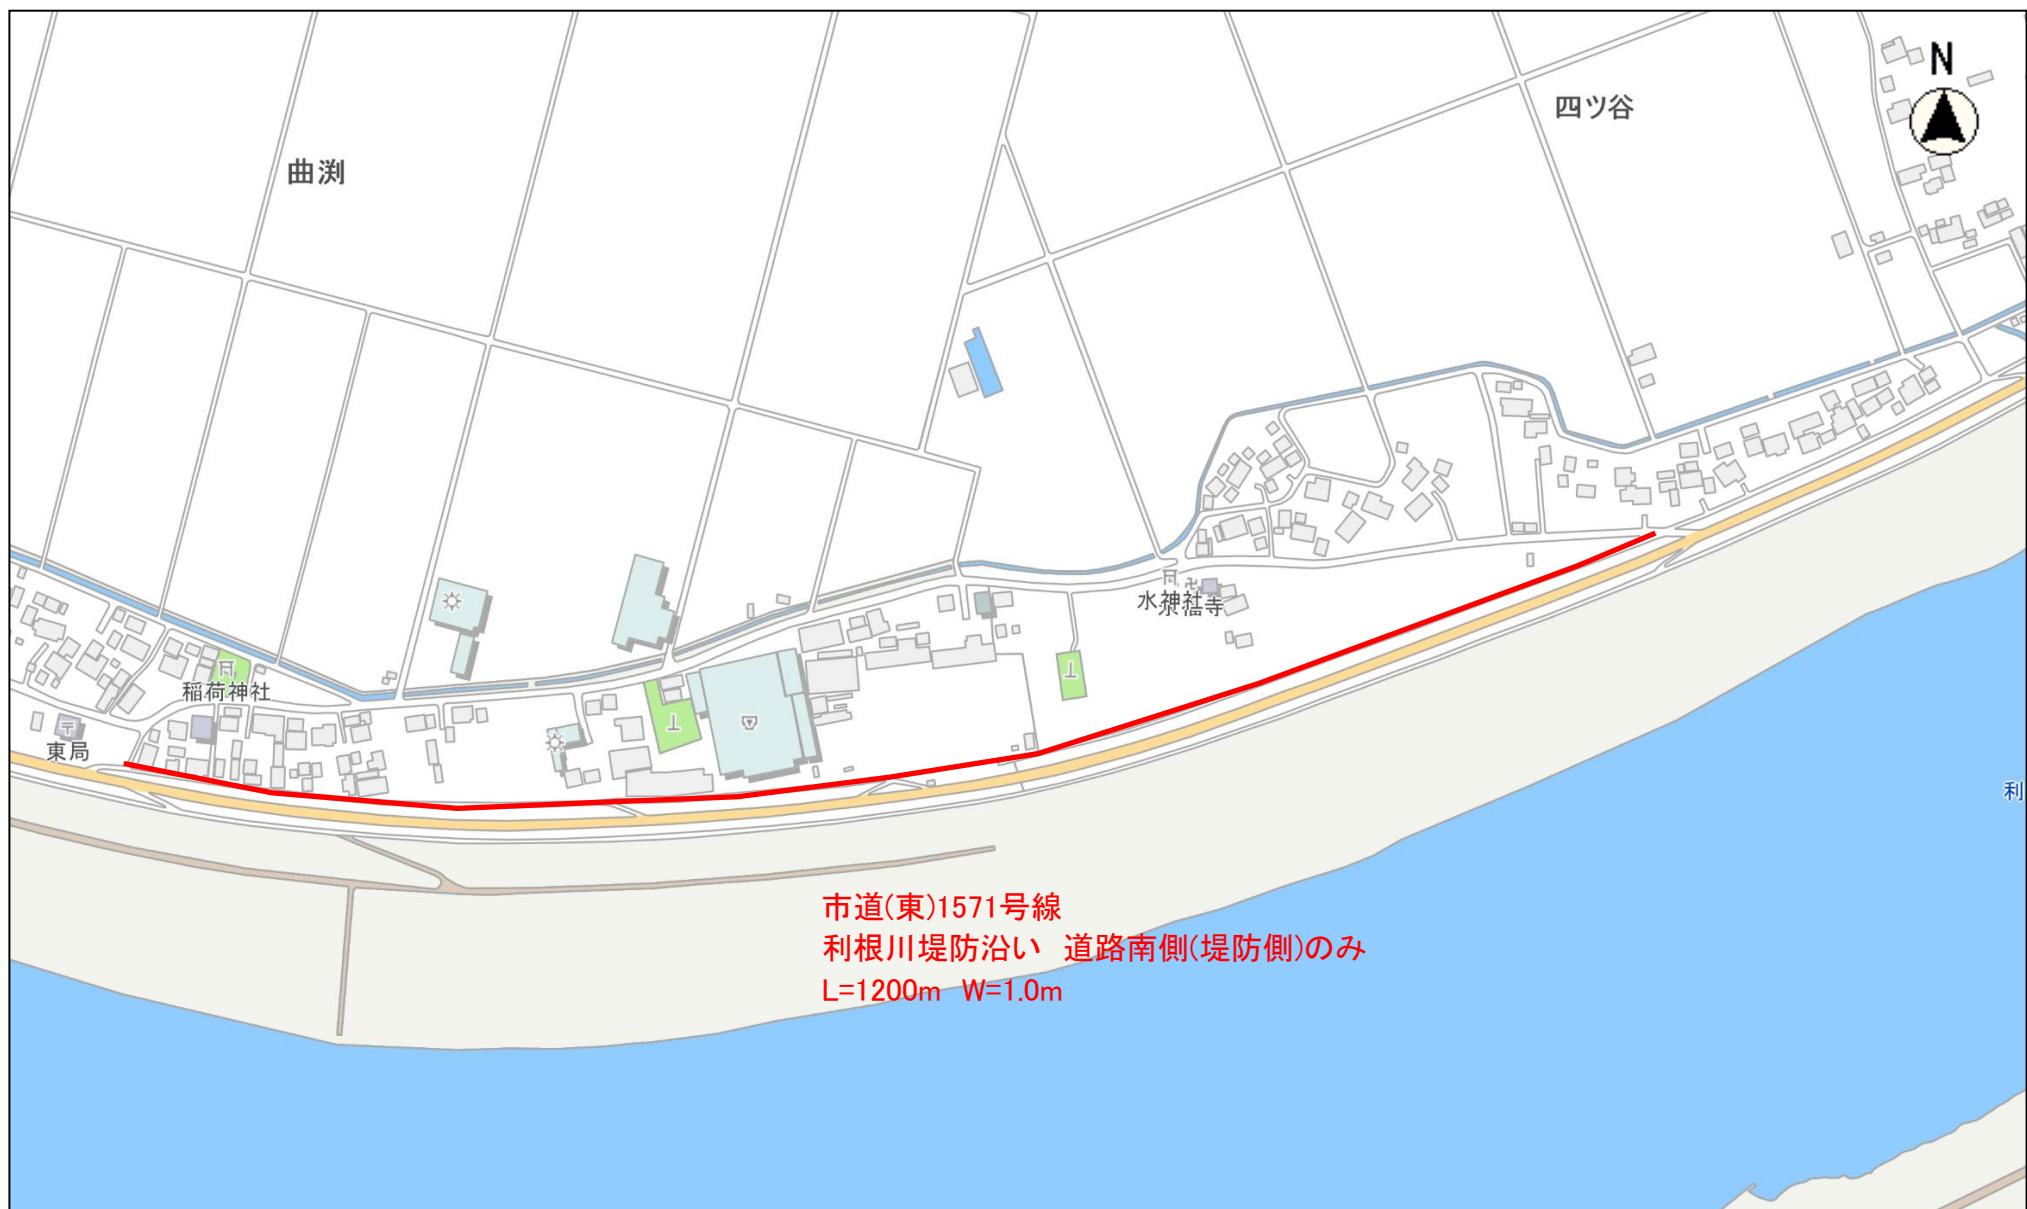 N
四ツ谷
曲渕
水神社
永福寺
稲荷神社
東局
利
市道(東)1571号線
利根川堤防沿い 道路南側(堤防側)のみ
L=1200m W=1.0m